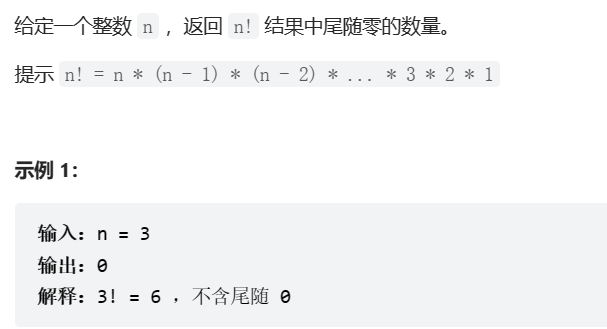 给定一个整数 n ，返回 n! 结果中尾随零的数量。
提示 n! = n * (n - 1) * (n - 2) * ... * 3 * 2 * 1
示例 1：
输入：n = 3
输出：0
解释：3! = 6 ，不含尾随 0